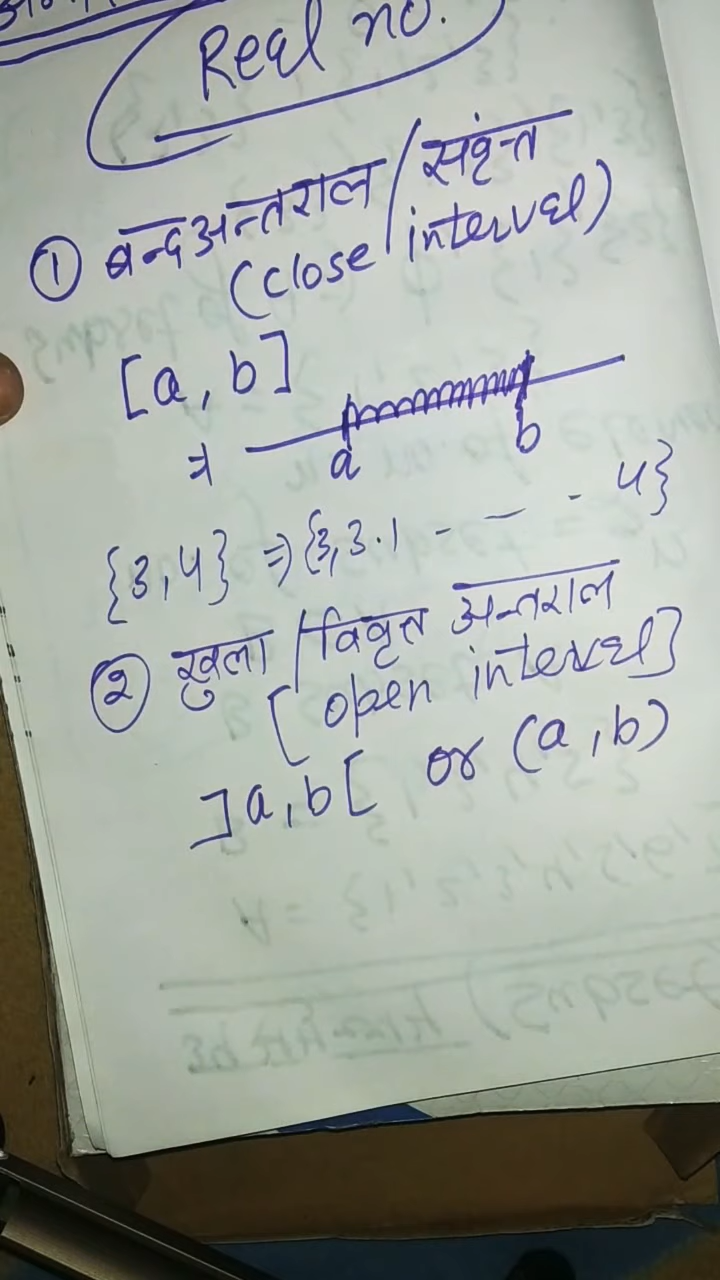 Real no.
① बन्दअन्तराल/संवृन्त
(close interval)
[a, b]
⇒ a b
{3,4} ⇒ {3,3.1 - - - 4}
② खुला/विवृत्त अन्तराल
[open interval]
]a,b[ or (a,b)